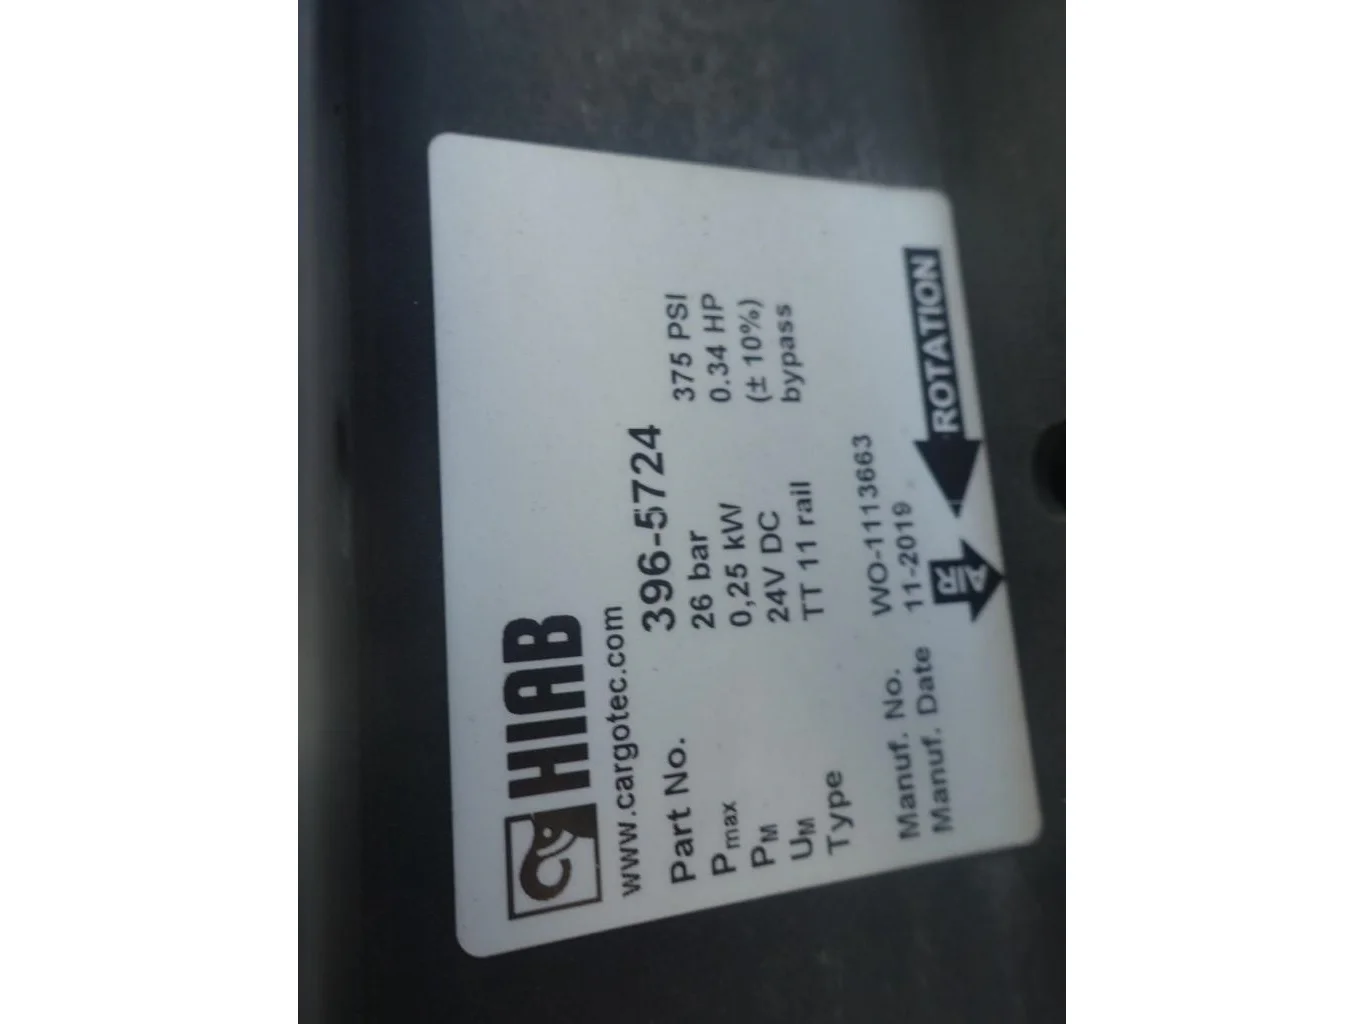 HIAB
www.cargotec.com
Part No. 396-5724
Pmax 26 bar 375 PSI
PM 0,25 kW 0.34 HP
UM 24V DC (± 10%)
Type TT 11 rail bypass
Manuf. No. WO-1113663
Manuf. Date 11-2019
R/A ROTATION